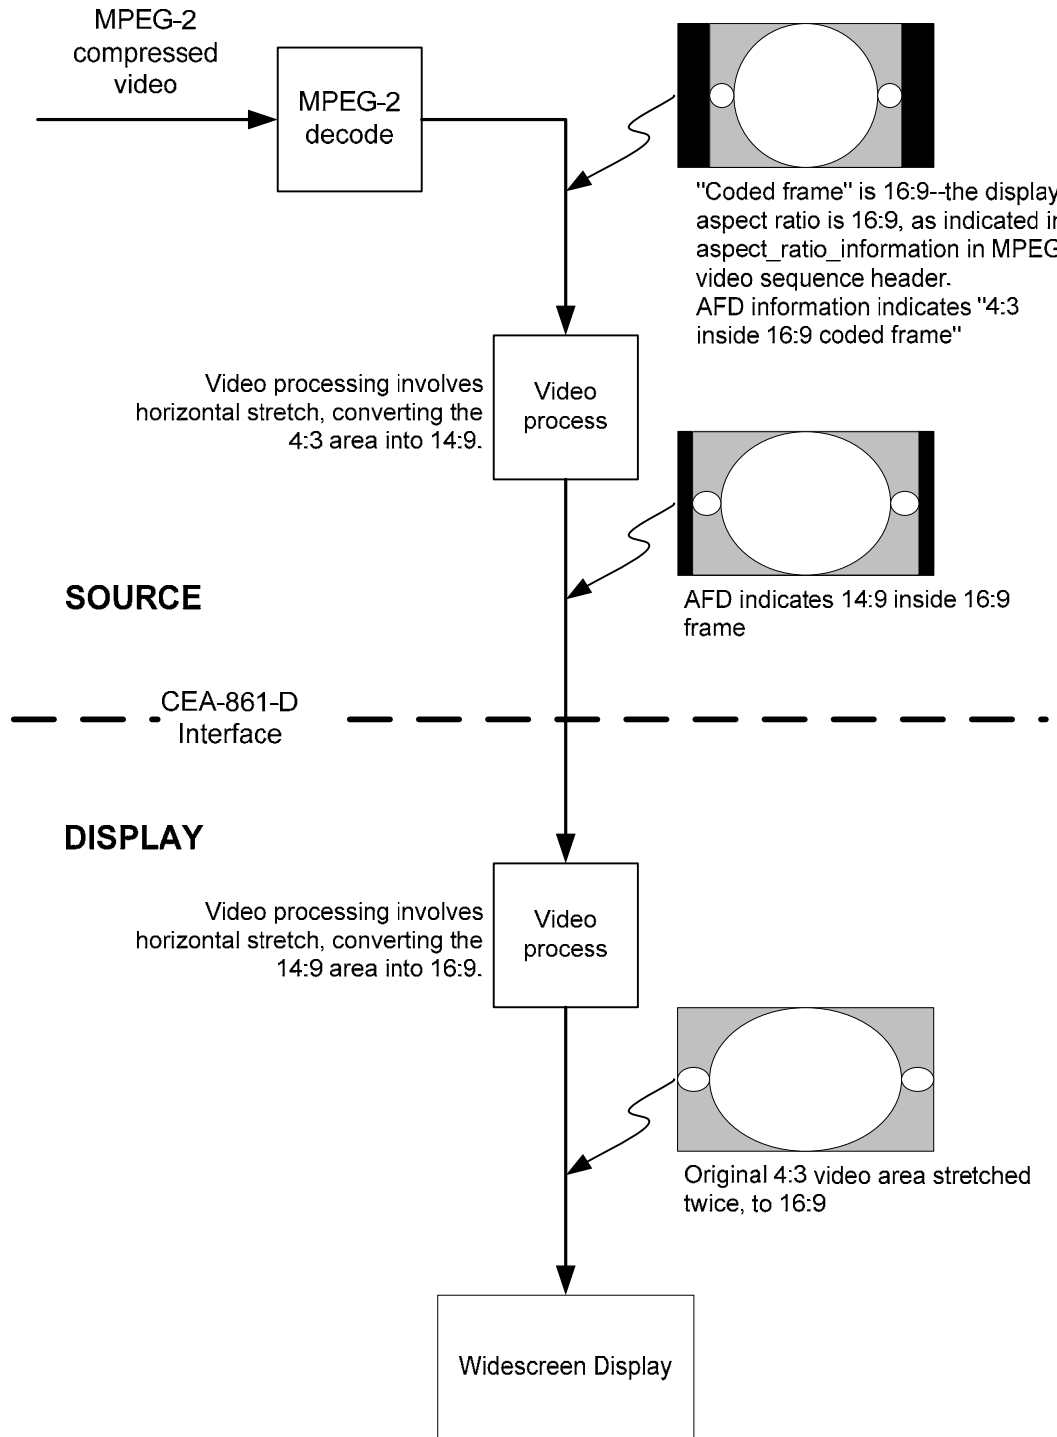 MPEG-2
compressed
video
MPEG-2
decode
"Coded frame" is 16:9--the display
aspect ratio is 16:9, as indicated in
aspect_ratio_information in MPEG
video sequence header.
AFD information indicates "4:3
inside 16:9 coded frame"
Video processing involves
horizontal stretch, converting the
4:3 area into 14:9.
Video
process
AFD indicates 14:9 inside 16:9
frame
SOURCE
CEA-861-D
Interface
DISPLAY
Video processing involves
horizontal stretch, converting the
14:9 area into 16:9.
Video
process
Original 4:3 video area stretched
twice, to 16:9
Widescreen Display